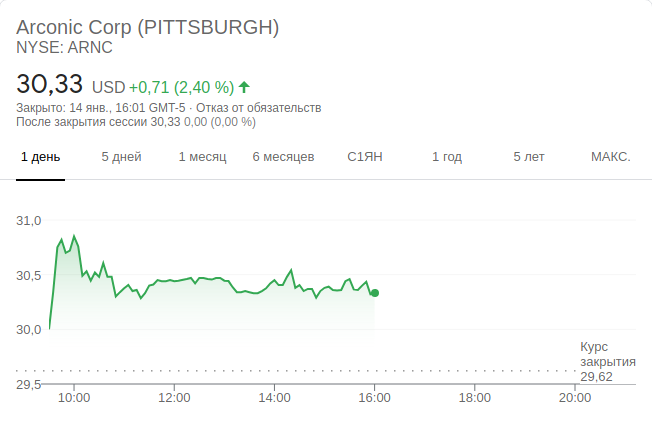 Arconic Corp (PITTSBURGH)
NYSE: ARNC
30,33 USD +0,71 (2,40 %)
Закрыто: 14 янв., 16:01 GMT-5 · Отказ от обязательств
После закрытия сессии 30,33 0,00 (0,00 %)
1 день 5 дней 1 месяц 6 месяцев С1ЯН 1 год 5 лет МАКС.
31,0
30,5
30,0
Курс
закрытия
29,62
29,5
10:00 12:00 14:00 16:00 18:00 20:00